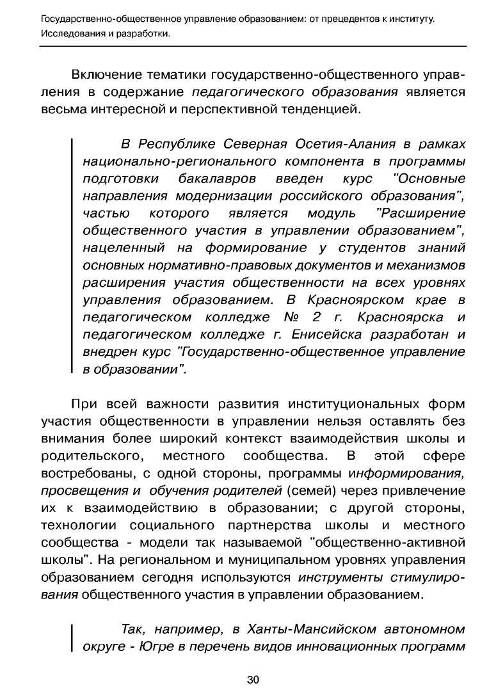 Государственно-общественное управление образованием: от прецедентов к институту.
Исследования и разработки.
Включение тематики государственно-общественного управ-
ления в содержание педагогического образования является
весьма интересной и перспективной тенденцией.
В Республике Северная Осетия-Алания в рамках
национально-регионального компонента в программы
подготовки бакалавров введен курс "Основные
направления модернизации российского образования",
частью которого является модуль "Расширение
общественного участия в управлении образованием",
нацеленный на формирование у студентов знаний
основных нормативно-правовых документов и механизмов
расширения участия общественности на всех уровнях
управления образованием. В Красноярском крае в
педагогическом колледже № 2 г. Красноярска и
педагогическом колледже г. Енисейска разработан и
внедрен курс "Государственно-общественное управление
в образовании".
При всей важности развития институциональных форм
участия общественности в управлении нельзя оставлять без
внимания более широкий контекст взаимодействия школы и
родительского, местного сообщества. В этой сфере
востребованы, с одной стороны, программы информирования,
просвещения и обучения родителей (семей) через привлечение
их к взаимодействию в образовании; с другой стороны,
технологии социального партнерства школы и местного
сообщества - модели так называемой "общественно-активной
школы". На региональном и муниципальном уровнях управления
образованием сегодня используются инструменты стимулиро-
вания общественного участия в управлении образованием.
Так, например, в Ханты-Мансийском автономном
округе - Югре в перечень видов инновационных программ
30